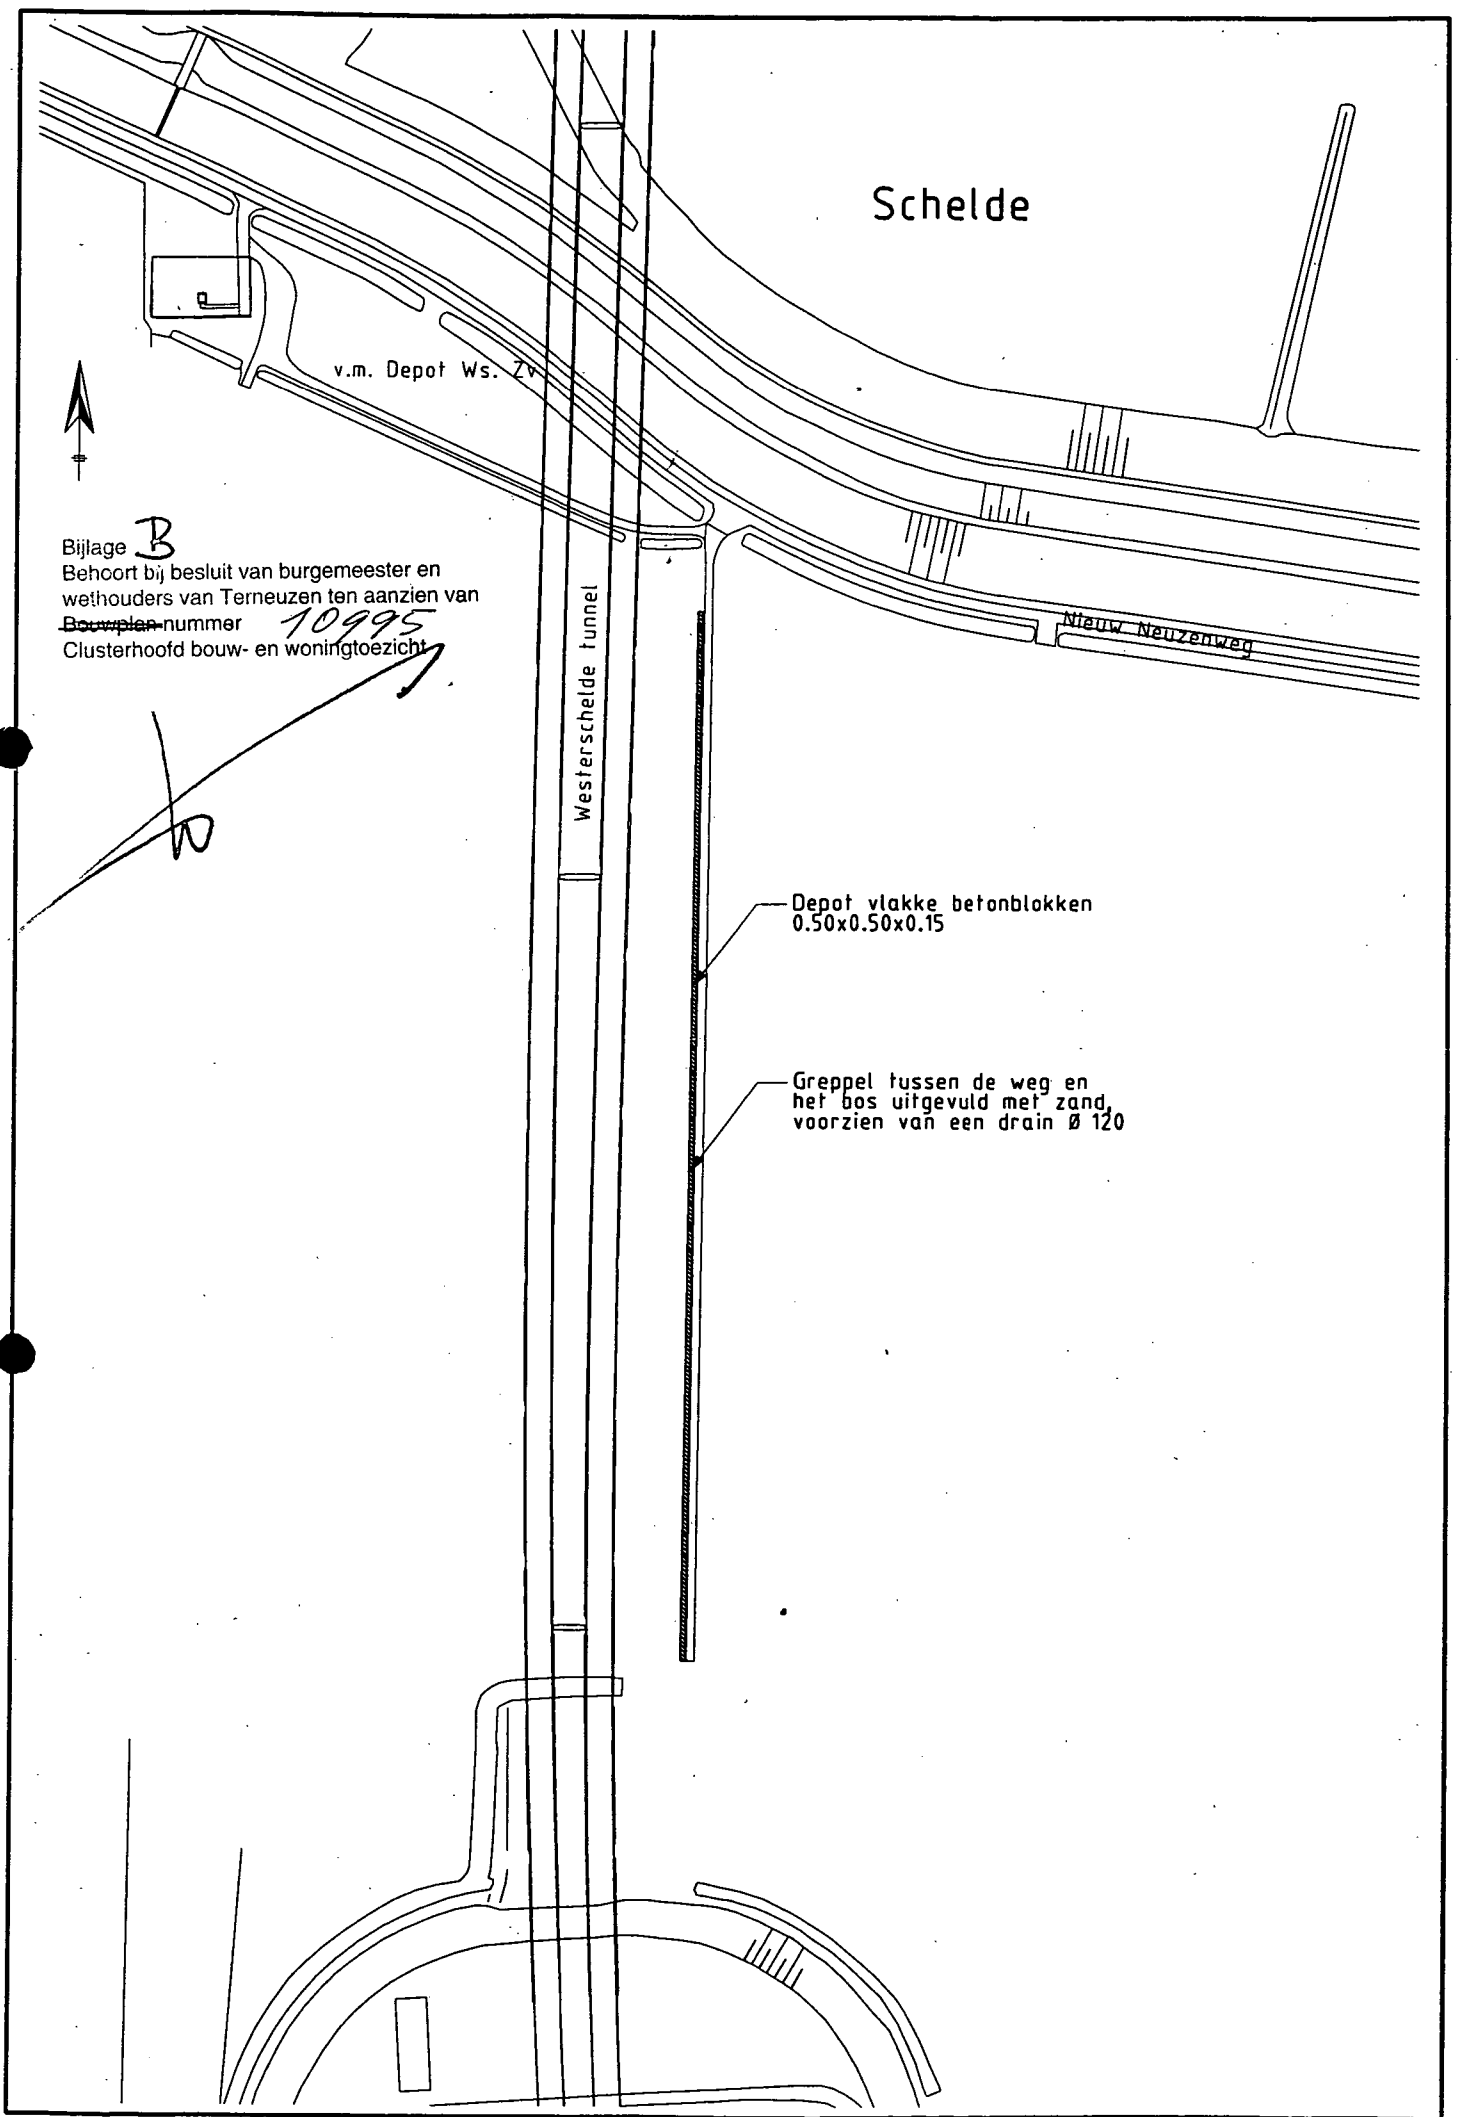 Schelde
v.m. Depot Ws. Zv
Bijlage B
Behoort bij besluit van burgemeester en
wethouders van Terneuzen ten aanzien van
Bouwplan-nummer 10995
Clusterhoofd bouw- en woningtoezicht
Westerschelde tunnel
Nieuw Neuzenweg
Depot vlakke betonblokken
0.50x0.50x0.15
Greppel tussen de weg en
het bos uitgevuld met zand,
voorzien van een drain Ø 120